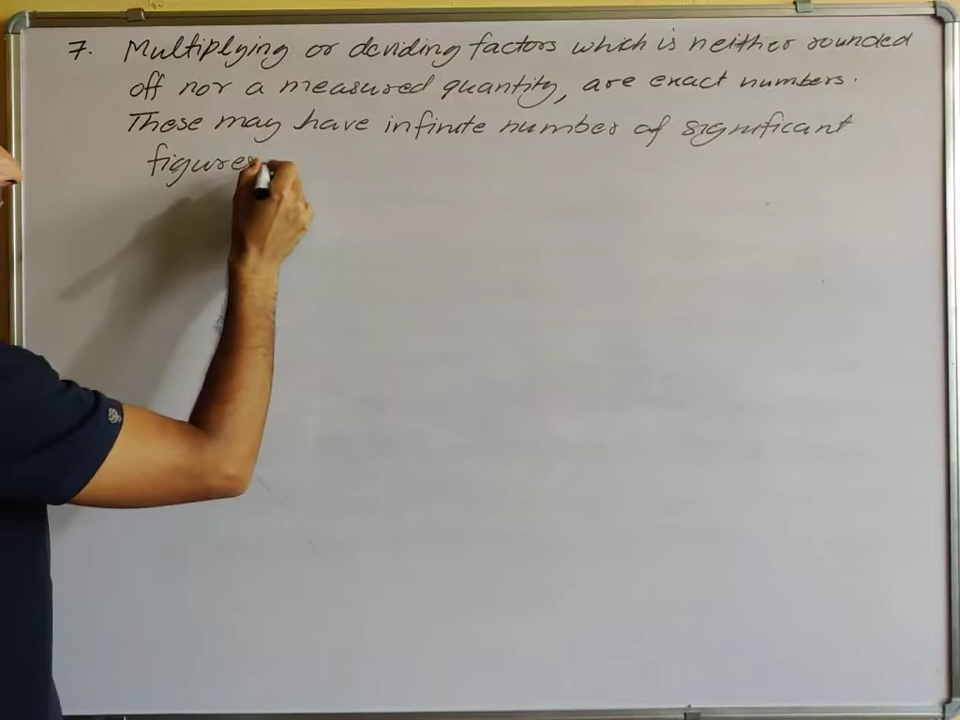 7. Multiplying or deviding factors which is neither rounded
off nor a measured quantity, are exact numbers.
These may have infinite number of significant
figures